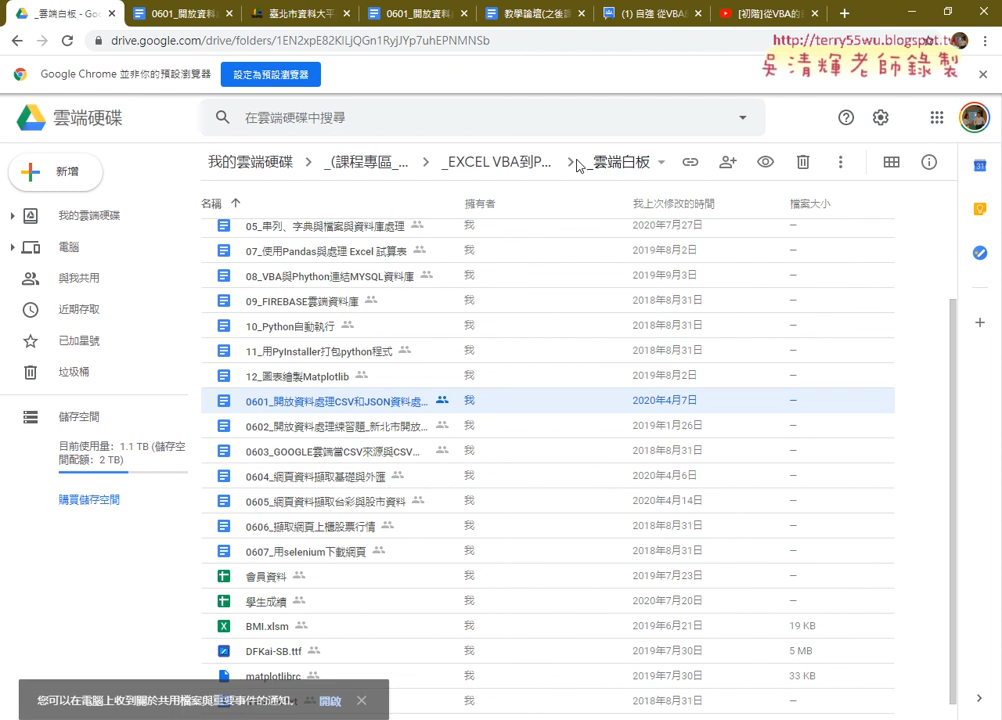 _雲端白板 - Go
0601_開放資料
臺北市資料大平
0601_開放資料
教學論壇(之後
(1) 自強 從VBA
[初階]從VBA的
drive.google.com/drive/folders/1EN2xpE82KlLjQGn1RyjJYp7uhEPNMNSb
http://terry55wu.blogspot.tw
吳清輝老師錄製
Google Chrome 並非你的預設瀏覽器
設定為預設瀏覽器
雲端硬碟
在雲端硬碟中搜尋
新增
我的雲端硬碟
_(課程專區_...
_EXCEL VBA到P...
_雲端白板
名稱
擁有者
我上次修改的時間
檔案大小
我的雲端硬碟
電腦
與我共用
近期存取
已加星號
垃圾桶
儲存空間
目前使用量：1.1 TB (儲存空
間配額：2 TB)
購買儲存空間
05_串列、字典與檔案與資料庫處理 我 2020年7月27日 —
07_使用Pandas與處理 Excel 試算表 我 2019年8月2日 —
08_VBA與Phython連結MYSQL資料庫 我 2019年9月3日 —
09_FIREBASE雲端資料庫 我 2018年8月31日 —
10_Python自動執行 我 2018年8月31日 —
11_用PyInstaller打包python程式 我 2018年8月31日 —
12_圖表繪製Matplotlib 我 2019年8月2日 —
0601_開放資料處理CSV和JSON資料處... 我 2020年4月7日 —
0602_開放資料處理練習題_新北市開放... 我 2019年1月26日 —
0603_GOOGLE雲端當CSV來源與CSV... 我 2018年8月31日 —
0604_網頁資料擷取基礎與外匯 我 2020年4月6日 —
0605_網頁資料擷取台彩與股市資料 我 2020年4月14日 —
0606_擷取網頁上櫃股票行情 我 2018年8月31日 —
0607_用selenium下載網頁 我 2018年8月31日 —
會員資料 我 2019年7月23日 —
學生成績 我 2020年7月20日 —
BMI.xlsm 我 2019年6月21日 19 KB
DFKai-SB.ttf 我 2019年7月30日 5 MB
matplotlibrc 我 2019年7月30日 33 KB
您可以在電腦上收到關於共用檔案與重要事件的通知。
開啟